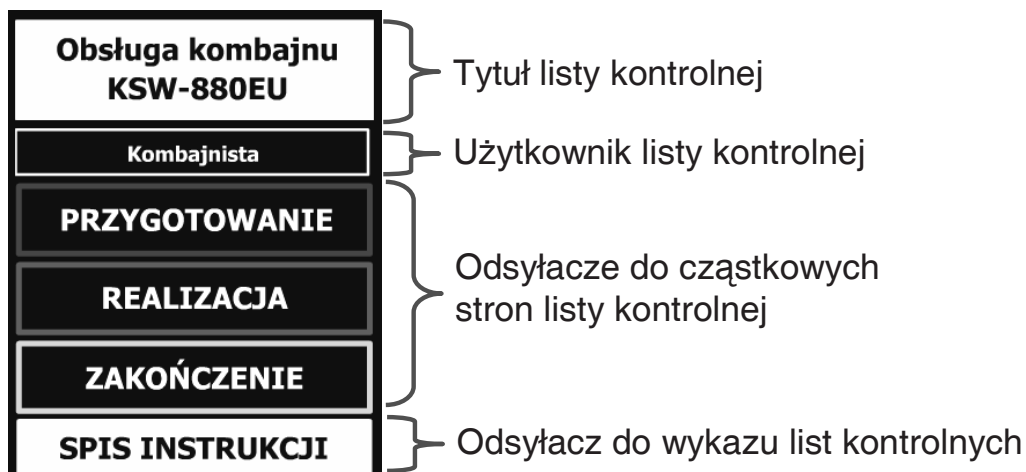 Obsługa kombajnu
KSW-880EU
Tytuł listy kontrolnej
Kombajnista
Użytkownik listy kontrolnej
PRZYGOTOWANIE
REALIZACJA
ZAKOŃCZENIE
Odsyłacze do cząstkowych
stron listy kontrolnej
SPIS INSTRUKCJI
Odsyłacz do wykazu list kontrolnych